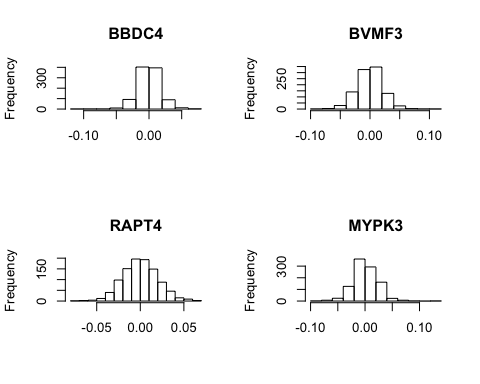 BBDC4
Frequency
0 300
-0.10 0.00
BVMF3
Frequency
0 250
-0.10 0.00 0.10
RAPT4
Frequency
0 150
-0.05 0.00 0.05
MYPK3
Frequency
0 300
-0.10 0.00 0.10